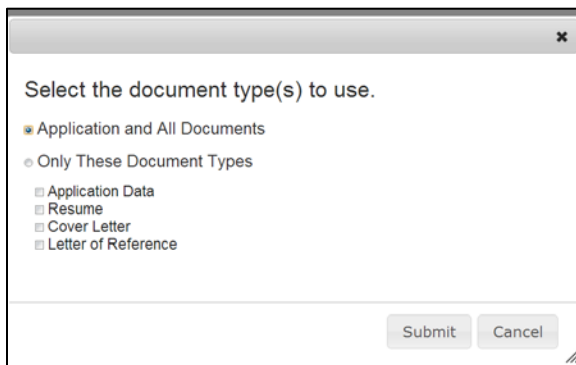 Select the document type(s) to use.
Application and All Documents
Only These Document Types
Application Data
Resume
Cover Letter
Letter of Reference
Submit Cancel